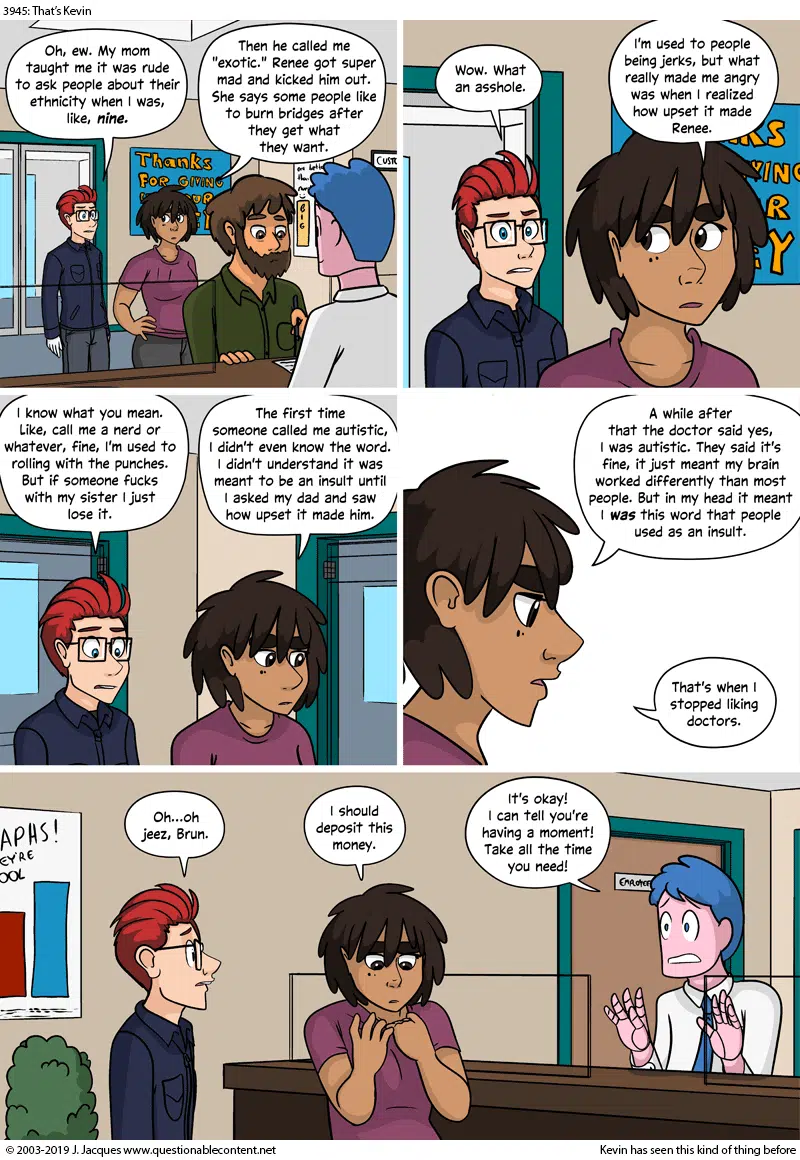 3945: That's Kevin
Oh, ew. My mom
taught me it was rude
to ask people about their
ethnicity when I was,
like, nine.
Then he called me
"exotic." Renee got super
mad and kicked him out.
She says some people like
to burn bridges after
they get what
they want.
Thanks
FOR GIVING
BIG
CUSTO
Wow. What
an asshole.
I'm used to people
being jerks, but what
really made me angry
was when I realized
how upset it made
Renee.
KS
VING
R
Y
I know what you mean.
Like, call me a nerd or
whatever, fine, I'm used to
rolling with the punches.
But if someone fucks
with my sister I just
lose it.
The first time
someone called me autistic,
I didn't even know the word.
I didn't understand it was
meant to be an insult until
I asked my dad and saw
how upset it made him.
A while after
that the doctor said yes,
I was autistic. They said it's
fine, it just meant my brain
worked differently than most
people. But in my head it meant
I was this word that people
used as an insult.
That's when I
stopped liking
doctors.
APHS!
EY'RE
OOL
Oh...oh
jeez, Brun.
I should
deposit this
money.
It's okay!
I can tell you're
having a moment!
Take all the time
you need!
EMPLOYEE
© 2003-2019 J. Jacques www.questionablecontent.net
Kevin has seen this kind of thing before